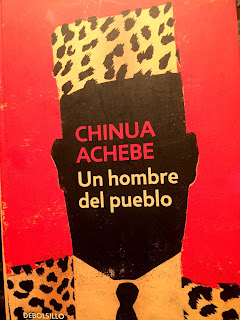 CHINUA
ACHEBE
Un hombre
del pueblo
DEBOLSILLO